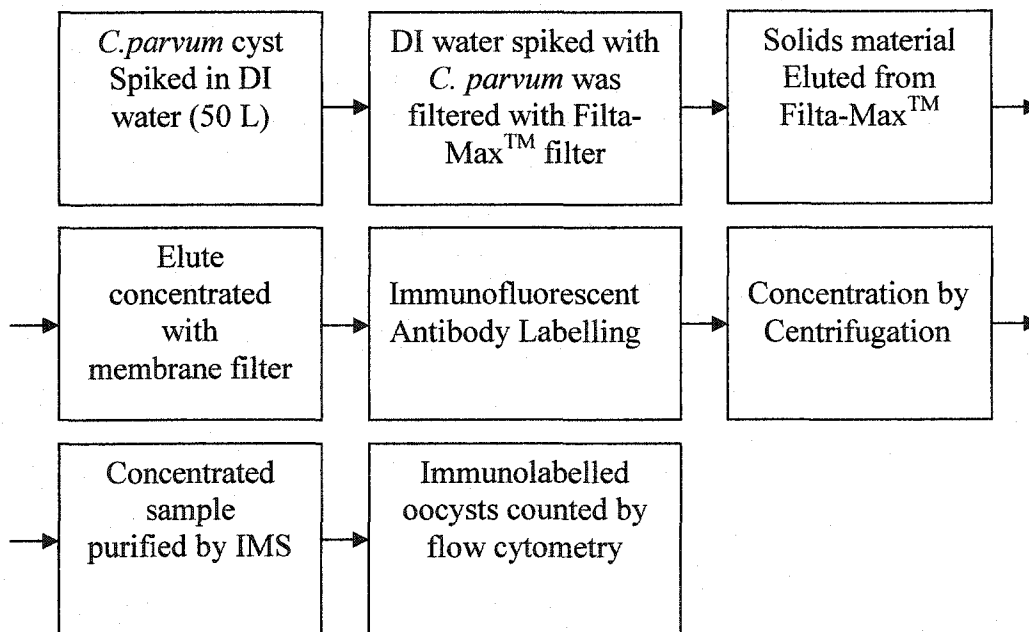 C.parvum cyst
Spiked in DI
water (50 L)
DI water spiked with
C. parvum was
filtered with Filta-
Max™ filter
Solids material
Eluted from
Filta-Max™
Elute
concentrated
with
membrane filter
Immunofluorescent
Antibody Labelling
Concentration by
Centrifugation
Concentrated
sample
purified by IMS
Immunolabelled
oocysts counted by
flow cytometry